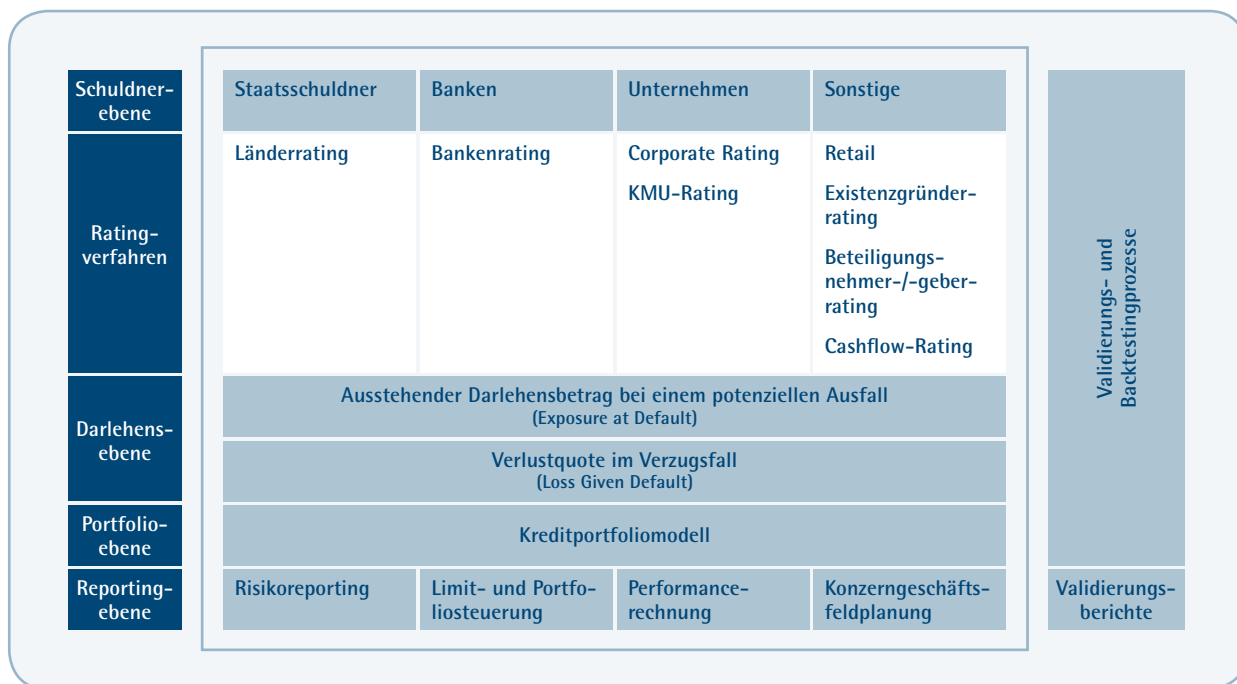 Schuldner-
ebene
Staatsschuldner
Banken
Unternehmen
Sonstige
Rating-
verfahren
Länderrating
Bankenrating
Corporate Rating
KMU-Rating
Retail
Existenzgründer-
rating
Beteiligungs-
nehmer-/-geber-
rating
Cashflow-Rating
Darlehens-
ebene
Ausstehender Darlehensbetrag bei einem potenziellen Ausfall
(Exposure at Default)
Verlustquote im Verzugsfall
(Loss Given Default)
Portfolio-
ebene
Kreditportfoliomodell
Reporting-
ebene
Risikoreporting
Limit- und Portfo-
liosteuerung
Performance-
rechnung
Konzerngeschäfts-
feldplanung
Validierungs- und
Backtestingprozesse
Validierungs-
berichte